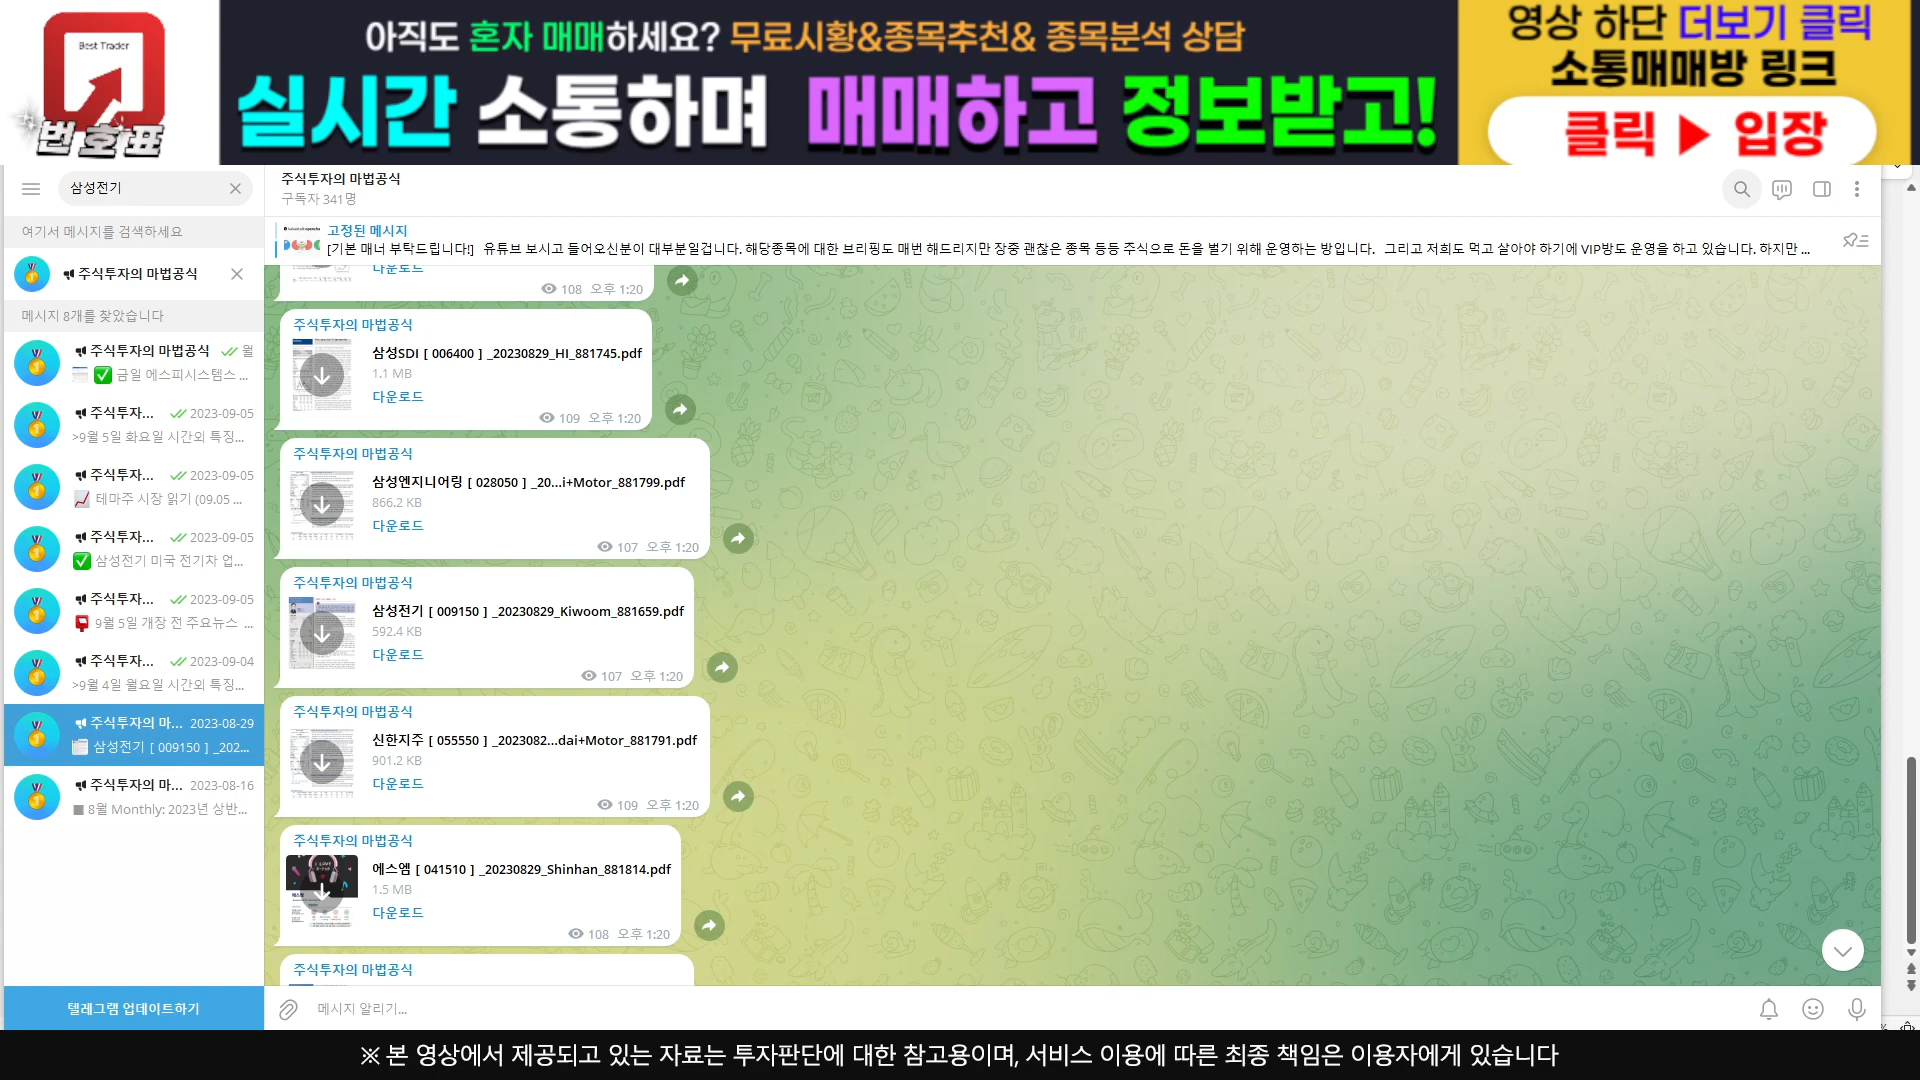 Best Trader
번호표
아직도 혼자 매매하세요? 무료시황&종목추천& 종목분석 상담
실시간 소통하며 매매하고 정보받고!
영상 하단 더보기 클릭
소통매매방 링크
클릭 ▶ 입장
삼성전기
여기서 메시지를 검색하세요
주식투자의 마법공식
메시지 8개를 찾았습니다
주식투자의 마법공식 월
금일 에스피시스템스 ...
주식투자... 2023-09-05
>9월 5일 화요일 시간외 특징...
주식투자... 2023-09-05
테마주 시장 읽기 (09.05 ...
주식투자... 2023-09-05
삼성전기 미국 전기차 업...
주식투자... 2023-09-05
9월 5일 개장 전 주요뉴스 ...
주식투자... 2023-09-04
>9월 4일 월요일 시간외 특징...
주식투자의 마... 2023-08-29
삼성전기 [ 009150 ] _202...
주식투자의 마... 2023-08-16
■ 8월 Monthly: 2023년 상반...
텔레그램 업데이트하기
주식투자의 마법공식
구독자 341명
고정된 메시지
[기본 매너 부탁드립니다!] 유튜브 보시고 들어오신분이 대부분일겁니다. 해당종목에 대한 브리핑도 매번 해드리지만 장중 괜찮은 종목 등등 주식으로 돈을 벌기 위해 운영하는 방입니다. 그리고 저희도 먹고 살아야 하기에 VIP방도 운영을 하고 있습니다. 하지만 ...
다운로드
108 오후 1:20
주식투자의 마법공식
삼성SDI [ 006400 ] _20230829_HI_881745.pdf
1.1 MB
다운로드
109 오후 1:20
주식투자의 마법공식
삼성엔지니어링 [ 028050 ] _20...i+Motor_881799.pdf
866.2 KB
다운로드
107 오후 1:20
주식투자의 마법공식
삼성전기 [ 009150 ] _20230829_Kiwoom_881659.pdf
592.4 KB
다운로드
107 오후 1:20
주식투자의 마법공식
신한지주 [ 055550 ] _2023082...dai+Motor_881791.pdf
901.2 KB
다운로드
109 오후 1:20
주식투자의 마법공식
에스엠 [ 041510 ] _20230829_Shinhan_881814.pdf
1.5 MB
다운로드
108 오후 1:20
주식투자의 마법공식
메시지 알리기...
※ 본 영상에서 제공되고 있는 자료는 투자판단에 대한 참고용이며, 서비스 이용에 따른 최종 책임은 이용자에게 있습니다